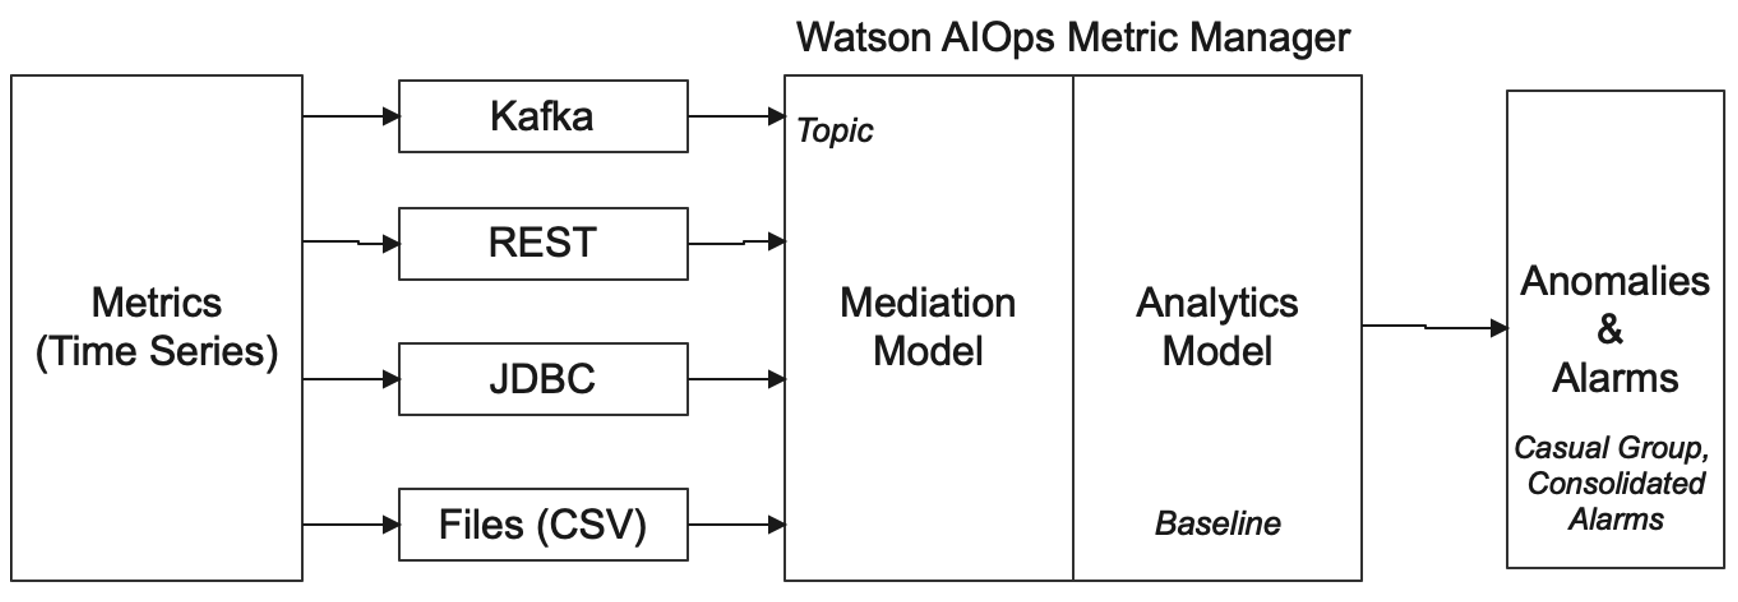 Watson AIOps Metric Manager
Metrics
(Time Series)
Kafka
REST
JDBC
Files (CSV)
Topic
Mediation
Model
Analytics
Model
Baseline
Anomalies
&
Alarms
Casual Group,
Consolidated
Alarms